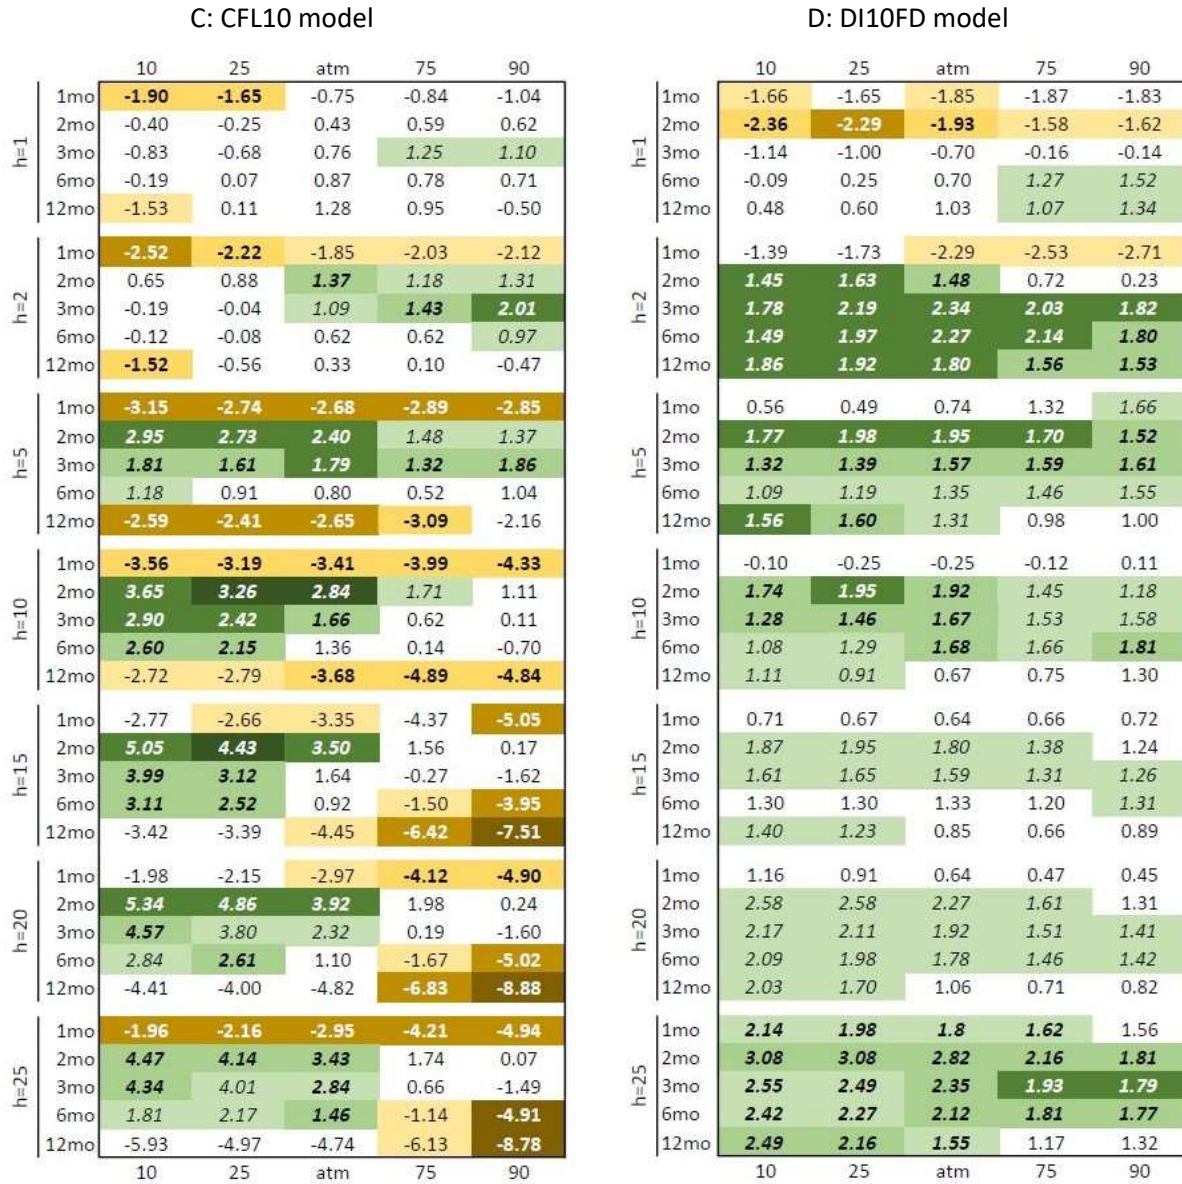 C: CFL10 model
10 25 atm 75 90
h=1
1mo -1.90 -1.65 -0.75 -0.84 -1.04
2mo -0.40 -0.25 0.43 0.59 0.62
3mo -0.83 -0.68 0.76 1.25 1.10
6mo -0.19 0.07 0.87 0.78 0.71
12mo -1.53 0.11 1.28 0.95 -0.50
h=2
1mo -2.52 -2.22 -1.85 -2.03 -2.12
2mo 0.65 0.88 1.37 1.18 1.31
3mo -0.19 -0.04 1.09 1.43 2.01
6mo -0.12 -0.08 0.62 0.62 0.97
12mo -1.52 -0.56 0.33 0.10 -0.47
h=5
1mo -3.15 -2.74 -2.68 -2.89 -2.85
2mo 2.95 2.73 2.40 1.48 1.37
3mo 1.81 1.61 1.79 1.32 1.86
6mo 1.18 0.91 0.80 0.52 1.04
12mo -2.59 -2.41 -2.65 -3.09 -2.16
h=10
1mo -3.56 -3.19 -3.41 -3.99 -4.33
2mo 3.65 3.26 2.84 1.71 1.11
3mo 2.90 2.42 1.66 0.62 0.11
6mo 2.60 2.15 1.36 0.14 -0.70
12mo -2.72 -2.79 -3.68 -4.89 -4.84
h=15
1mo -2.77 -2.66 -3.35 -4.37 -5.05
2mo 5.05 4.43 3.50 1.56 0.17
3mo 3.99 3.12 1.64 -0.27 -1.62
6mo 3.11 2.52 0.92 -1.50 -3.95
12mo -3.42 -3.39 -4.45 -6.42 -7.51
h=20
1mo -1.98 -2.15 -2.97 -4.12 -4.90
2mo 5.34 4.86 3.92 1.98 0.24
3mo 4.57 3.80 2.32 0.19 -1.60
6mo 2.84 2.61 1.10 -1.67 -5.02
12mo -4.41 -4.00 -4.82 -6.83 -8.88
h=25
1mo -1.96 -2.16 -2.95 -4.21 -4.94
2mo 4.47 4.14 3.43 1.74 0.07
3mo 4.34 4.01 2.84 0.66 -1.49
6mo 1.81 2.17 1.46 -1.14 -4.91
12mo -5.93 -4.97 -4.74 -6.13 -8.78
10 25 atm 75 90
D: DI10FD model
10 25 atm 75 90
h=1
1mo -1.66 -1.65 -1.85 -1.87 -1.83
2mo -2.36 -2.29 -1.93 -1.58 -1.62
3mo -1.14 -1.00 -0.70 -0.16 -0.14
6mo -0.09 0.25 0.70 1.27 1.52
12mo 0.48 0.60 1.03 1.07 1.34
h=2
1mo -1.39 -1.73 -2.29 -2.53 -2.71
2mo 1.45 1.63 1.48 0.72 0.23
3mo 1.78 2.19 2.34 2.03 1.82
6mo 1.49 1.97 2.27 2.14 1.80
12mo 1.86 1.92 1.80 1.56 1.53
h=5
1mo 0.56 0.49 0.74 1.32 1.66
2mo 1.77 1.98 1.95 1.70 1.52
3mo 1.32 1.39 1.57 1.59 1.61
6mo 1.09 1.19 1.35 1.46 1.55
12mo 1.56 1.60 1.31 0.98 1.00
h=10
1mo -0.10 -0.25 -0.25 -0.12 0.11
2mo 1.74 1.95 1.92 1.45 1.18
3mo 1.28 1.46 1.67 1.53 1.58
6mo 1.08 1.29 1.68 1.66 1.81
12mo 1.11 0.91 0.67 0.75 1.30
h=15
1mo 0.71 0.67 0.64 0.66 0.72
2mo 1.87 1.95 1.80 1.38 1.24
3mo 1.61 1.65 1.59 1.31 1.26
6mo 1.30 1.30 1.33 1.20 1.31
12mo 1.40 1.23 0.85 0.66 0.89
h=20
1mo 1.16 0.91 0.64 0.47 0.45
2mo 2.58 2.58 2.27 1.61 1.31
3mo 2.17 2.11 1.92 1.51 1.41
6mo 2.09 1.98 1.78 1.46 1.42
12mo 2.03 1.70 1.06 0.71 0.82
h=25
1mo 2.14 1.98 1.8 1.62 1.56
2mo 3.08 3.08 2.82 2.16 1.81
3mo 2.55 2.49 2.35 1.93 1.79
6mo 2.42 2.27 2.12 1.81 1.77
12mo 2.49 2.16 1.55 1.17 1.32
10 25 atm 75 90